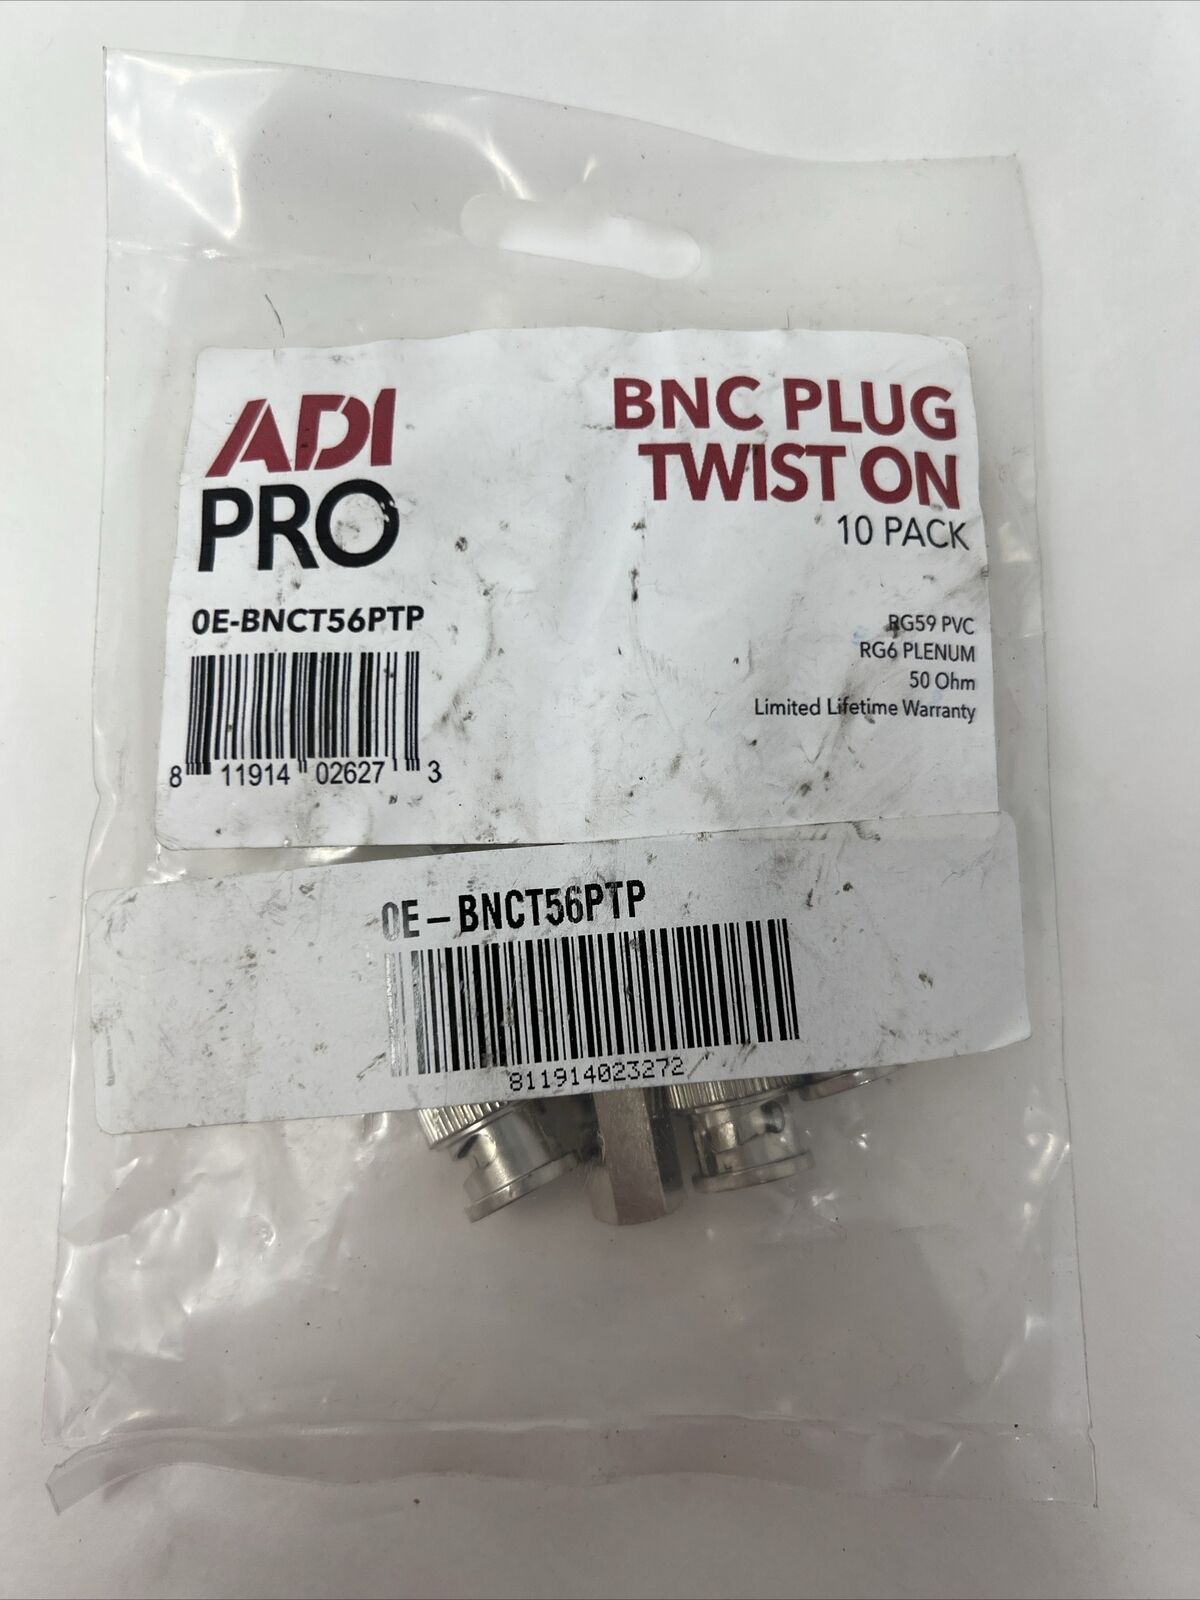 ADI
PRO
0E-BNCT56PTP
8 11914 02627 3
BNC PLUG
TWIST ON
10 PACK
RG59 PVC
RG6 PLENUM
50 Ohm
Limited Lifetime Warranty
0E-BNCT56PTP
811914023272